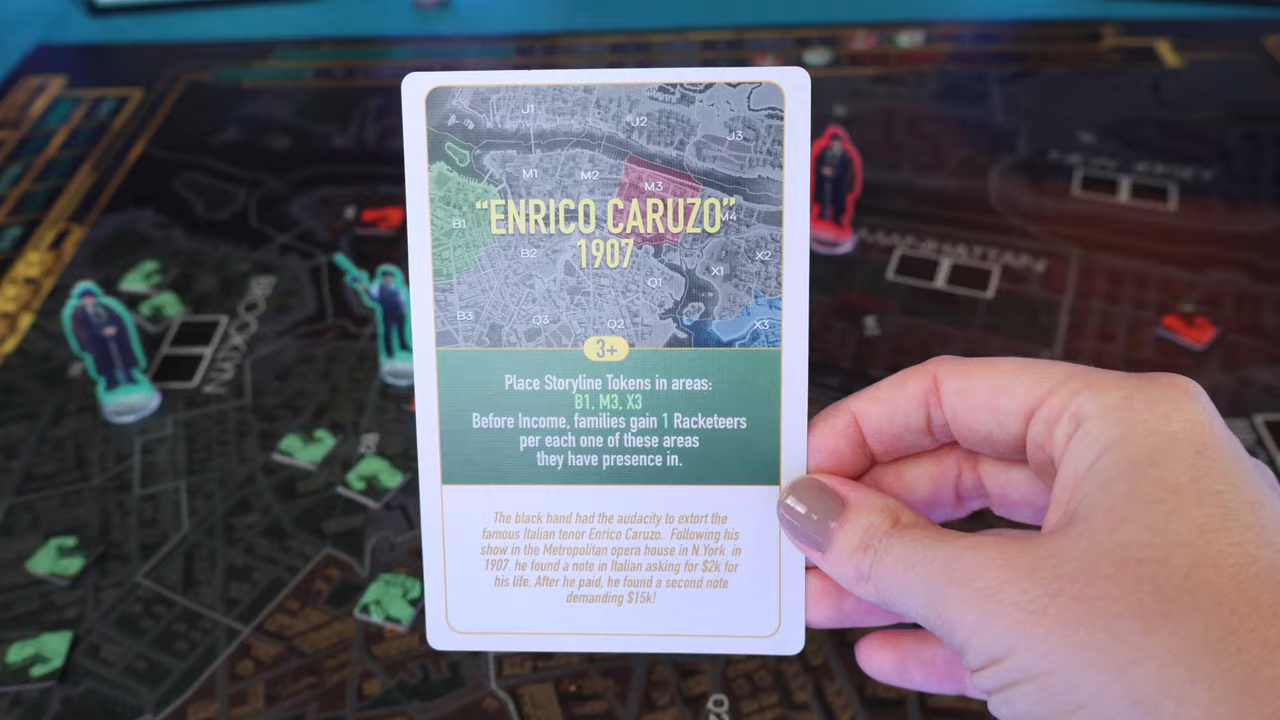 J1
J2
J3
M1
M2
M3
"ENRICO CARUZO"
M4
B1
1907
B2
X2
X1
Q1
B3
Q3
Q2
X3
3+
Place Storyline Tokens in areas:
B1, M3, X3
Before Income, families gain 1 Racketeers
per each one of these areas
they have presence in.
The black hand had the audacity to extort the
famous Italian tenor Enrico Caruzo. Following his
show in the Metropolitan opera house in N.York in
1907, he found a note in Italian asking for $2k for
his life. After he paid, he found a second note
demanding $15k!
BROOKLYN
MANHATTAN
NEW JERSEY